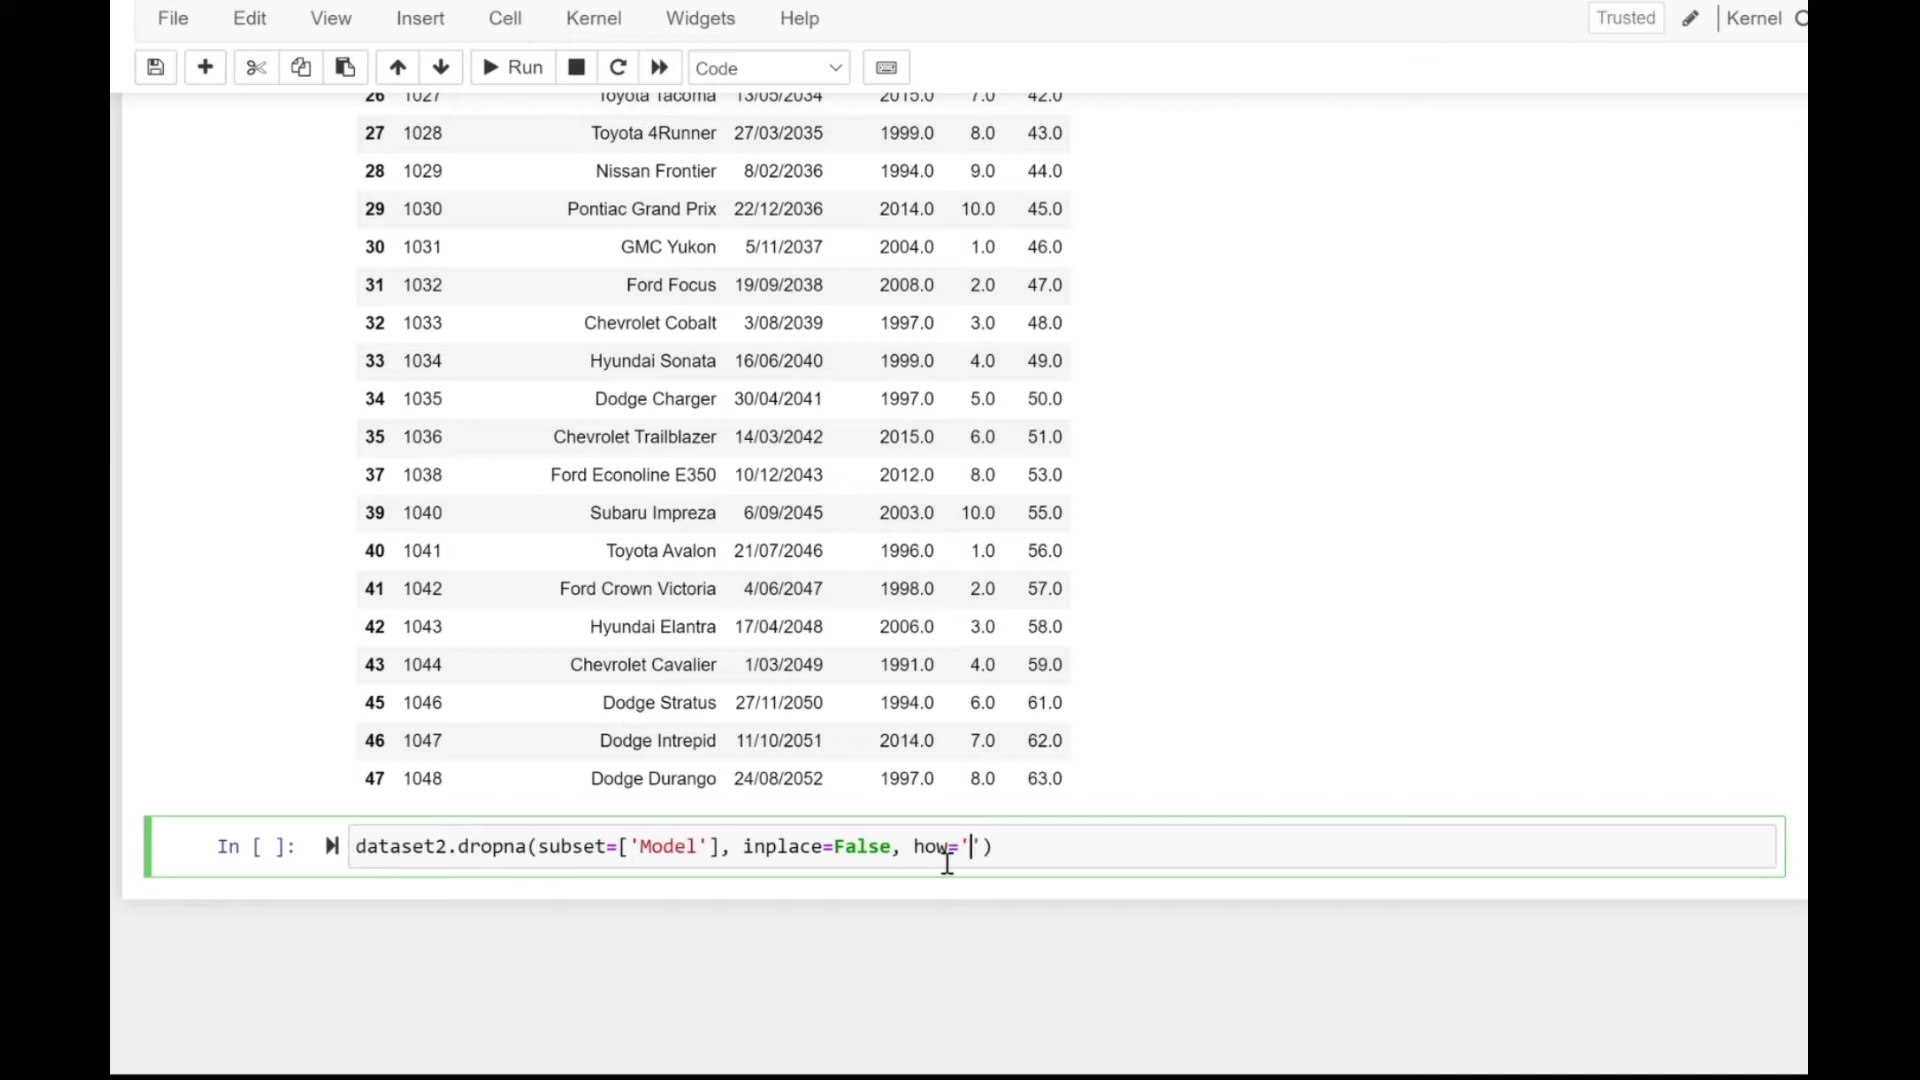 File Edit View Insert Cell Kernel Widgets Help Trusted Kernel
Run Code
26 1027 Toyota Tacoma 13/05/2034 2015.0 7.0 42.0
27 1028 Toyota 4Runner 27/03/2035 1999.0 8.0 43.0
28 1029 Nissan Frontier 8/02/2036 1994.0 9.0 44.0
29 1030 Pontiac Grand Prix 22/12/2036 2014.0 10.0 45.0
30 1031 GMC Yukon 5/11/2037 2004.0 1.0 46.0
31 1032 Ford Focus 19/09/2038 2008.0 2.0 47.0
32 1033 Chevrolet Cobalt 3/08/2039 1997.0 3.0 48.0
33 1034 Hyundai Sonata 16/06/2040 1999.0 4.0 49.0
34 1035 Dodge Charger 30/04/2041 1997.0 5.0 50.0
35 1036 Chevrolet Trailblazer 14/03/2042 2015.0 6.0 51.0
37 1038 Ford Econoline E350 10/12/2043 2012.0 8.0 53.0
39 1040 Subaru Impreza 6/09/2045 2003.0 10.0 55.0
40 1041 Toyota Avalon 21/07/2046 1996.0 1.0 56.0
41 1042 Ford Crown Victoria 4/06/2047 1998.0 2.0 57.0
42 1043 Hyundai Elantra 17/04/2048 2006.0 3.0 58.0
43 1044 Chevrolet Cavalier 1/03/2049 1991.0 4.0 59.0
45 1046 Dodge Stratus 27/11/2050 1994.0 6.0 61.0
46 1047 Dodge Intrepid 11/10/2051 2014.0 7.0 62.0
47 1048 Dodge Durango 24/08/2052 1997.0 8.0 63.0
In [ ]: dataset2.dropna(subset=['Model'], inplace=False, how='')